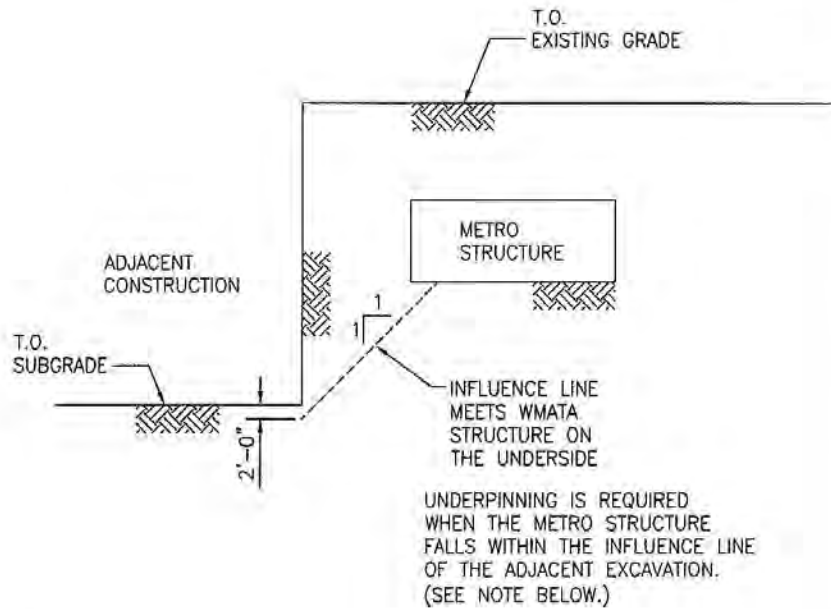 T.O.
EXISTING GRADE
METRO
STRUCTURE
ADJACENT
CONSTRUCTION
1
1
T.O.
SUBGRADE
2'-0"
INFLUENCE LINE
MEETS WMATA
STRUCTURE ON
THE UNDERSIDE
UNDERPINNING IS REQUIRED
WHEN THE METRO STRUCTURE
FALLS WITHIN THE INFLUENCE LINE
OF THE ADJACENT EXCAVATION.
(SEE NOTE BELOW.)